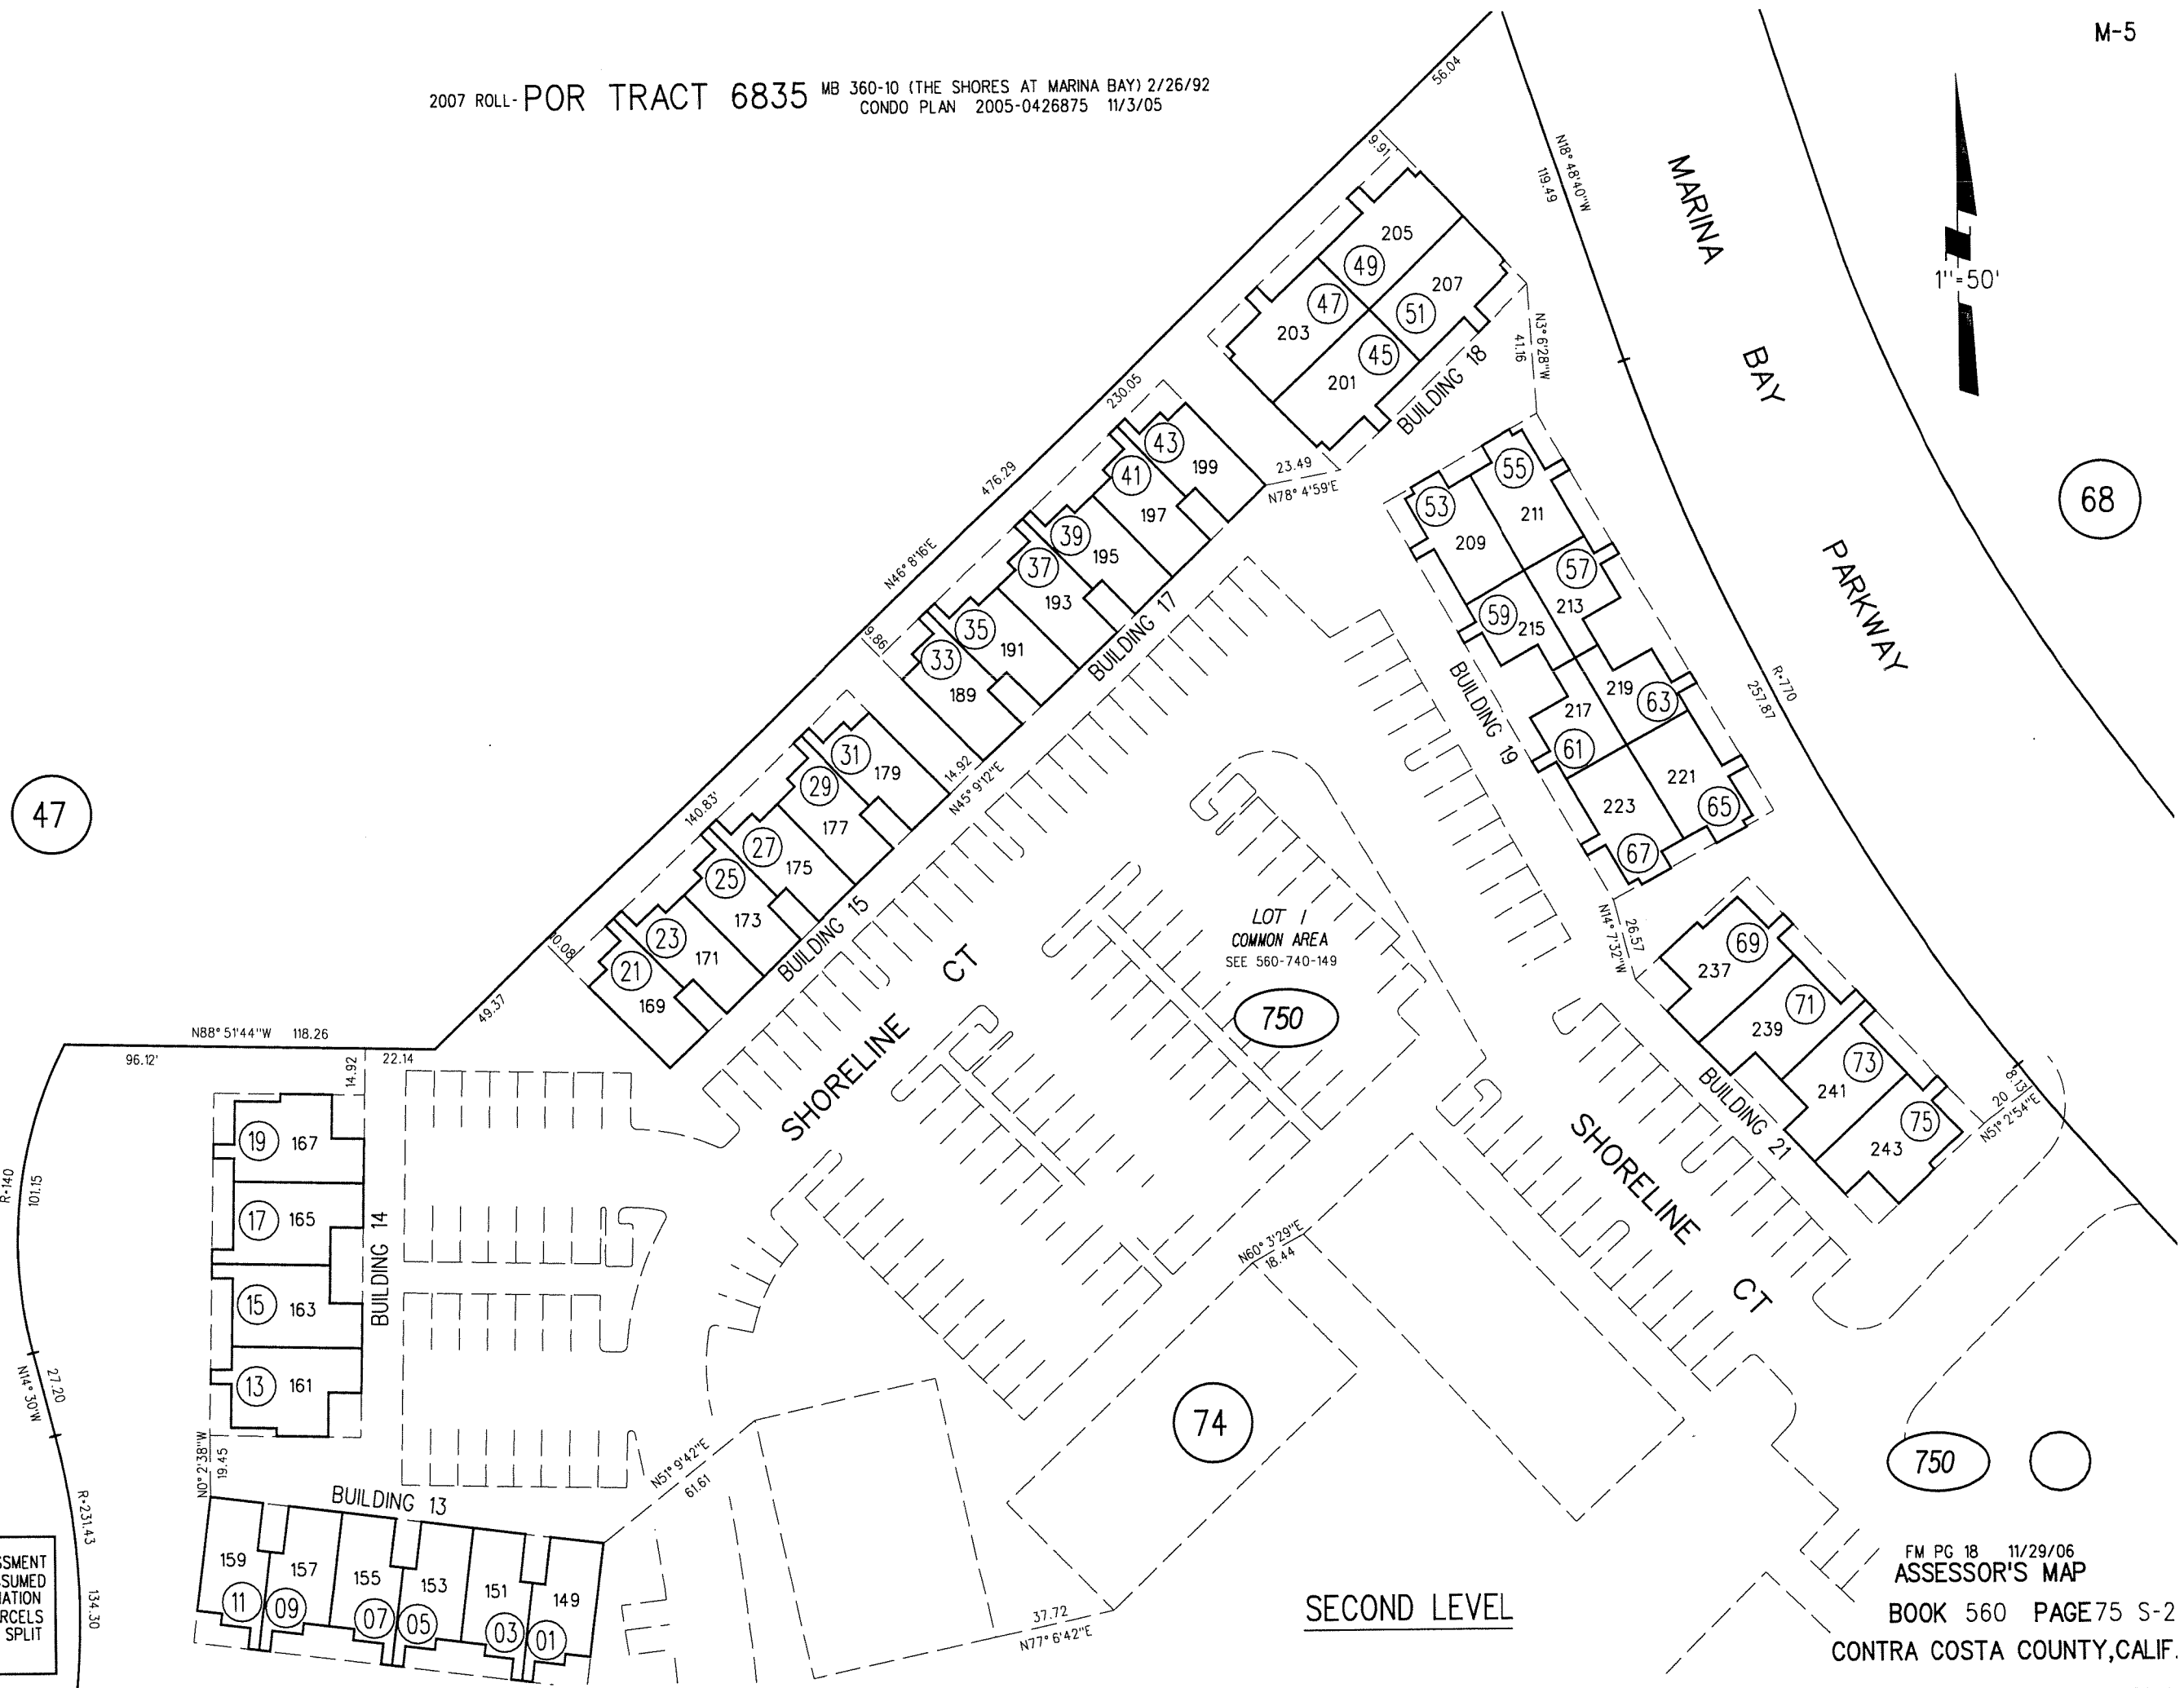 M-5
2007 ROLL- POR TRACT 6835 MB 360-10 (THE SHORES AT MARINA BAY) 2/26/92
CONDO PLAN 2005-0426875 11/3/05
56.04
9.91
N18° 48'40"W
119.49
MARINA
BAY
PARKWAY
1"=50'
68
205
49
47
203
207
51
45
201
BUILDING 18
N3° 6'28"W
41.16
230.05
476.29
N46° 8'16"E
43
199
41
197
39
195
37
193
35
191
33
189
BUILDING 17
23.49
N78° 4'59"E
9.86
55
53
211
209
57
213
59
215
219
63
217
61
221
65
223
67
BUILDING 19
R=770
257.87
31
179
29
177
27
175
25
173
23
171
21
169
BUILDING 15
14.92
N45° 9'12"E
140.83'
47
49.37
N88° 51'44"W 118.26
96.12'
22.14
14.92
LOT 1
COMMON AREA
SEE 560-740-149
750
SHORELINE
CT
26.57
N14° 7'32"W
69
237
71
239
73
241
75
243
BUILDING 21
8.13
20
N51° 2'54"E
SHORELINE
CT
R=140
101.15
19
167
17
165
15
163
13
161
BUILDING 14
27.20
N14° 30'W
N0° 2'38"W
19.45
R=231.43
134.30
BUILDING 13
159
157
155
153
151
149
11
09
07
05
03
01
N51° 9'42"E
61.61
N60° 3'29"E
18.44
74
37.72
N77° 6'42"E
SECOND LEVEL
750
SSMENT
SUMED
RCELS
SPLIT
FM PG 18 11/29/06
ASSESSOR'S MAP
BOOK 560 PAGE 75 S-2
CONTRA COSTA COUNTY, CALIF.